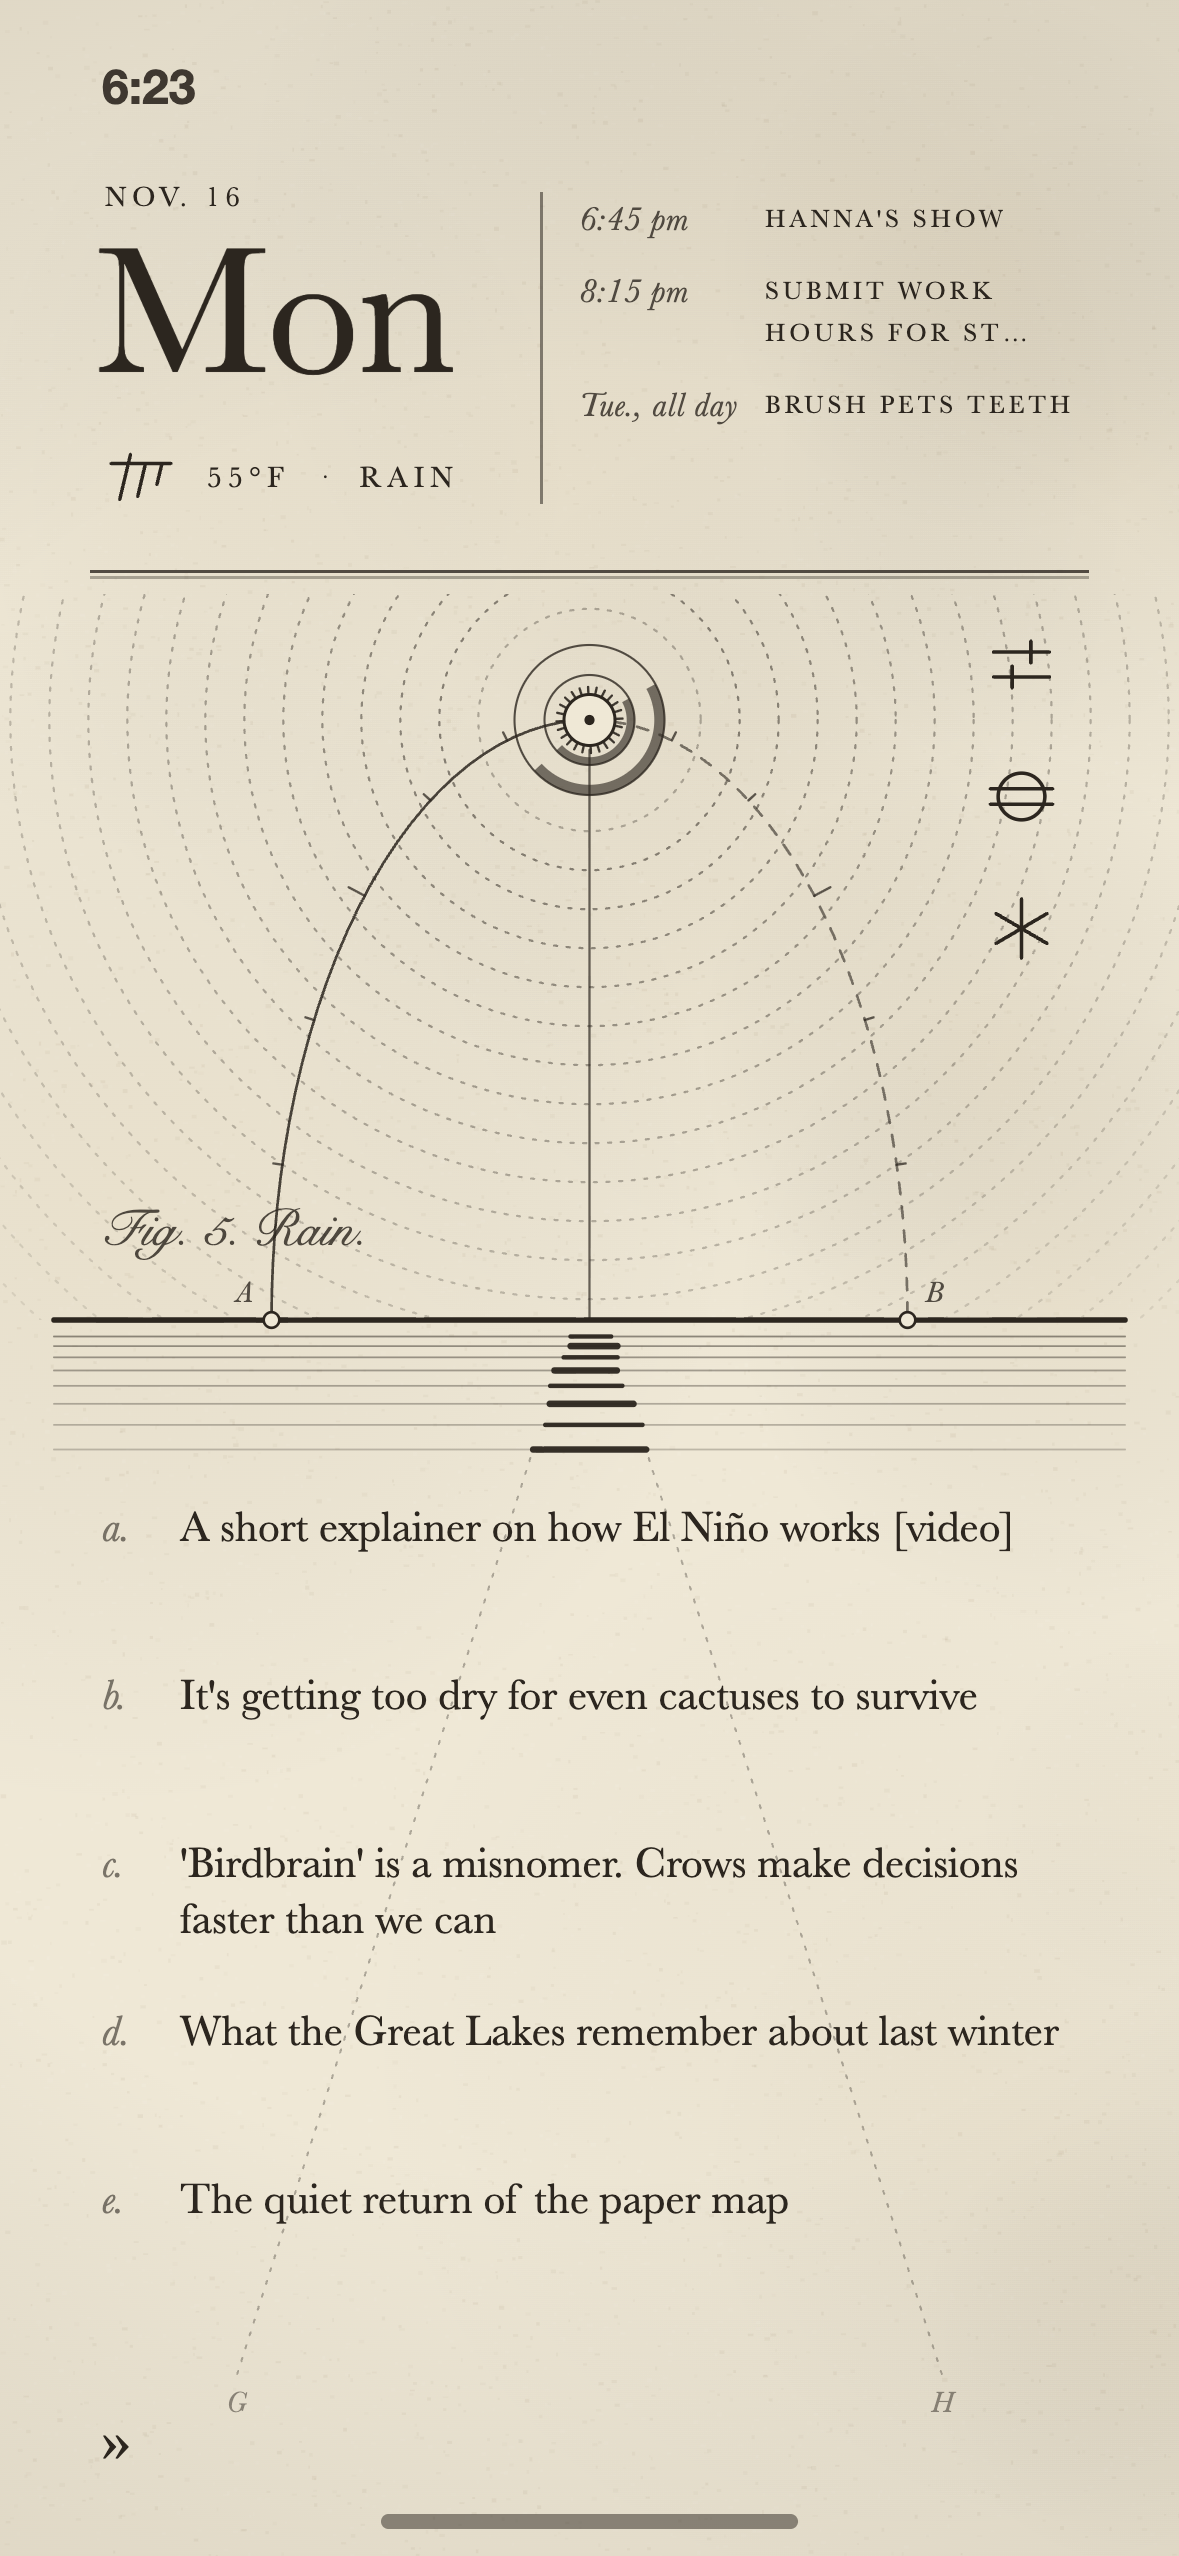 6:23
NOV. 16
Mon
55°F · RAIN
6:45 pm HANNA'S SHOW
8:15 pm SUBMIT WORK
HOURS FOR ST...
Tue., all day BRUSH PETS TEETH
Fig. 5. Rain.
A
B
a. A short explainer on how El Niño works [video]
b. It's getting too dry for even cactuses to survive
c. 'Birdbrain' is a misnomer. Crows make decisions
faster than we can
d. What the Great Lakes remember about last winter
e. The quiet return of the paper map
G
H
»